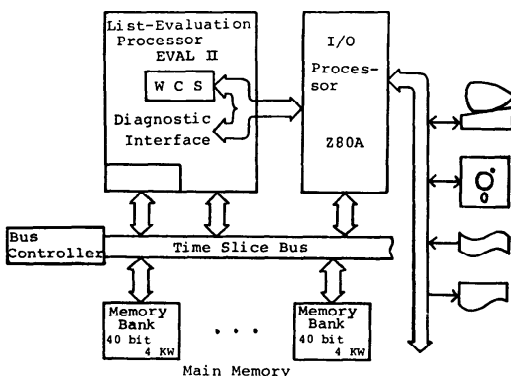 List-Evaluation
Processor
EVAL II
W C S
Diagnostic
Interface
I/O
Proces-
sor
Z80A
Bus
Controller
Time Slice Bus
Memory
Bank
40 bit
4 KW
. . .
Memory
Bank
40 bit
4 KW
Main Memory